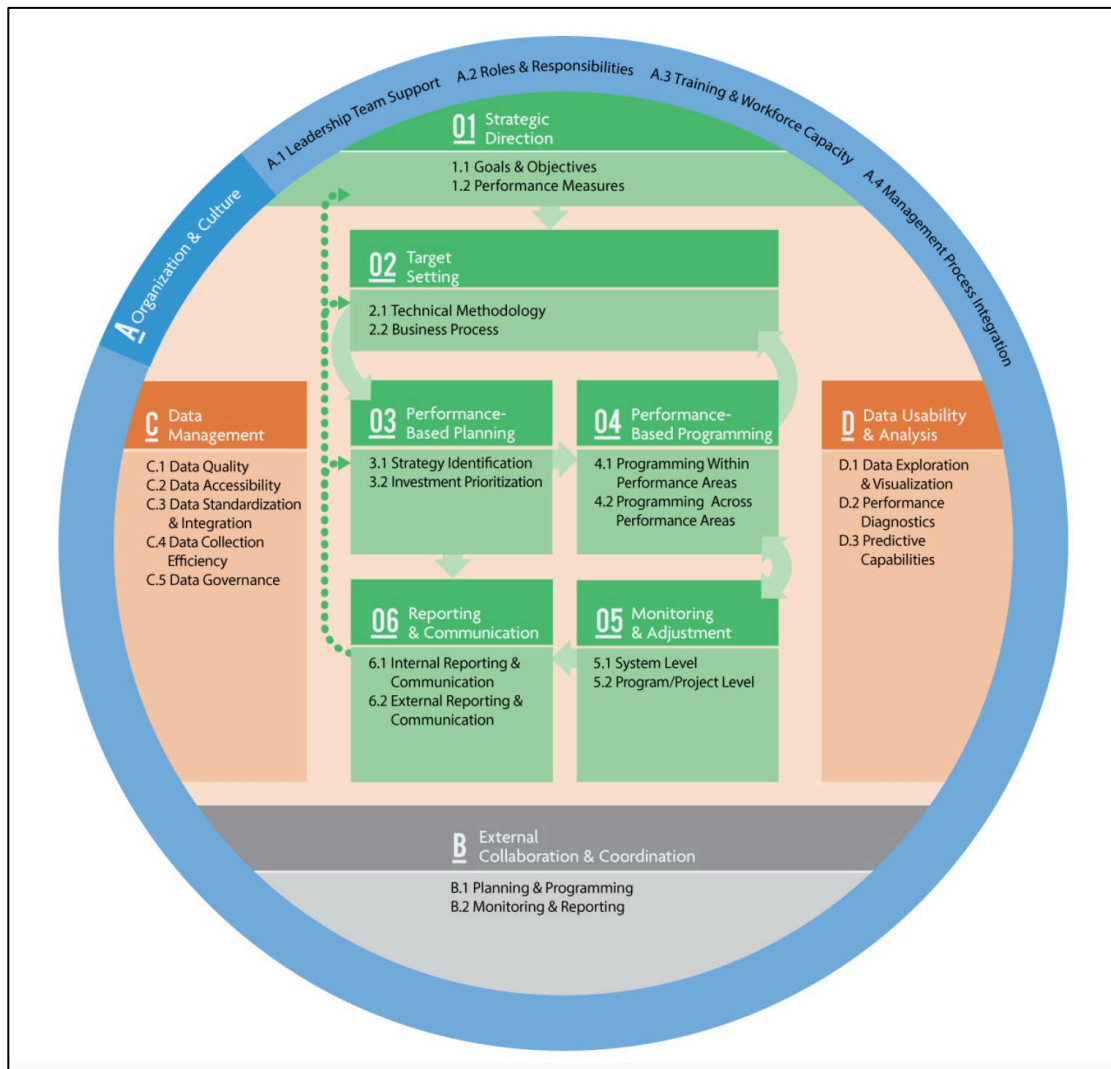 A.1 Leadership Team Support
A.2 Roles & Responsibilities
A.3 Training & Workforce Capacity
A.4 Management Process Integration
A Organization & Culture
01 Strategic
Direction
1.1 Goals & Objectives
1.2 Performance Measures
02 Target
Setting
2.1 Technical Methodology
2.2 Business Process
C Data
Management
C.1 Data Quality
C.2 Data Accessibility
C.3 Data Standardization
& Integration
C.4 Data Collection
Efficiency
C.5 Data Governance
03 Performance-
Based Planning
3.1 Strategy Identification
3.2 Investment Prioritization
04 Performance-
Based Programming
4.1 Programming Within
Performance Areas
4.2 Programming Across
Performance Areas
D Data Usability
& Analysis
D.1 Data Exploration
& Visualization
D.2 Performance
Diagnostics
D.3 Predictive
Capabilities
06 Reporting
& Communication
6.1 Internal Reporting &
Communication
6.2 External Reporting &
Communication
05 Monitoring
& Adjustment
5.1 System Level
5.2 Program/Project Level
B External
Collaboration & Coordination
B.1 Planning & Programming
B.2 Monitoring & Reporting